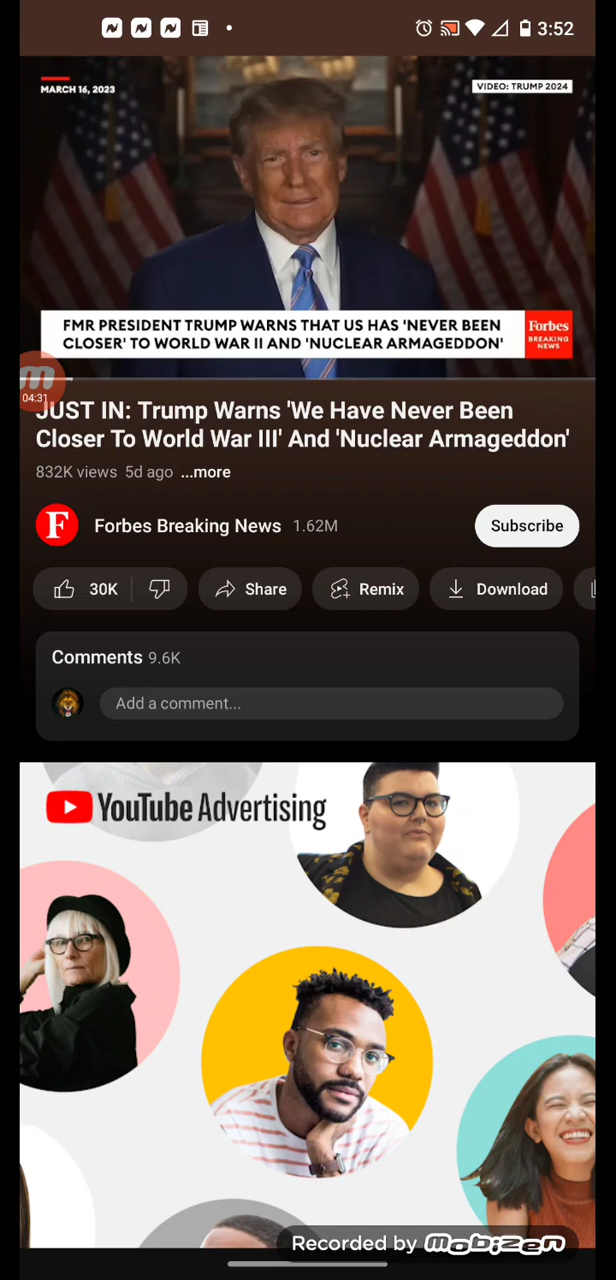 3:52
MARCH 16, 2023
VIDEO: TRUMP 2024
FMR PRESIDENT TRUMP WARNS THAT US HAS 'NEVER BEEN
CLOSER' TO WORLD WAR II AND 'NUCLEAR ARMAGEDDON'
Forbes
BREAKING
NEWS
04:31
JUST IN: Trump Warns 'We Have Never Been
Closer To World War III' And 'Nuclear Armageddon'
832K views 5d ago ...more
F
Forbes Breaking News 1.62M
Subscribe
30K
Share
Remix
Download
Comments 9.6K
Add a comment...
YouTube Advertising
Recorded by mobizen